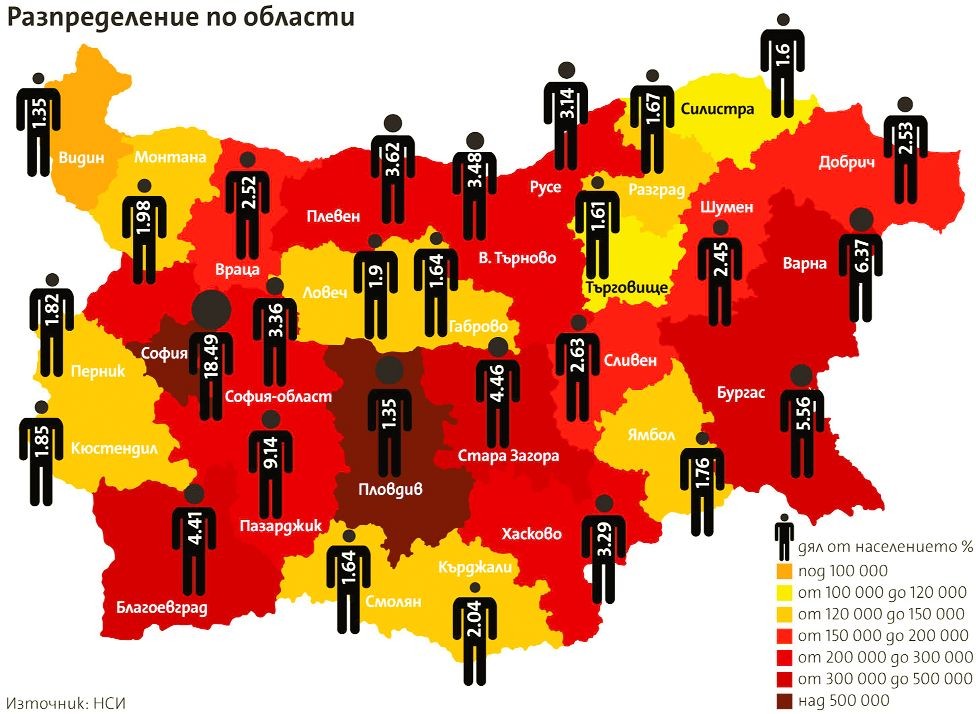 Разпределение по области
1.6
3.14
1.67
Силистра
1.35
Видин
Монтана
3.62
3.48
2.53
Добрич
1.98
2.52
Плевен
Русе
Разград
1.61
Шумен
Враца
В. Търново
2.45
Варна
6.37
Ловеч
1.9
1.64
Търговище
1.82
3.36
Габрово
София
18.49
2.63
Сливен
Перник
София-област
1.35
4.46
Бургас
5.56
1.85
Кюстендил
9.14
Стара Загора
Ямбол
1.76
Пловдив
4.41
Пазарджик
Хасково
3.29
1.64
Кърджали
Смолян
2.04
Благоевград
дял от населението %
под 100 000
от 100 000 до 120 000
от 120 000 до 150 000
от 150 000 до 200 000
от 200 000 до 300 000
от 300 000 до 500 000
над 500 000
Източник: НСИ